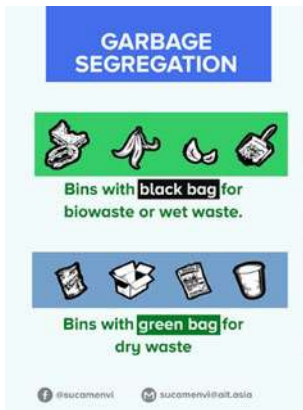 GARBAGE
SEGREGATION
Bins with black bag for
biowaste or wet waste.
Bins with green bag for
dry waste
@sucamenvi
sucamenvi@ait.asia